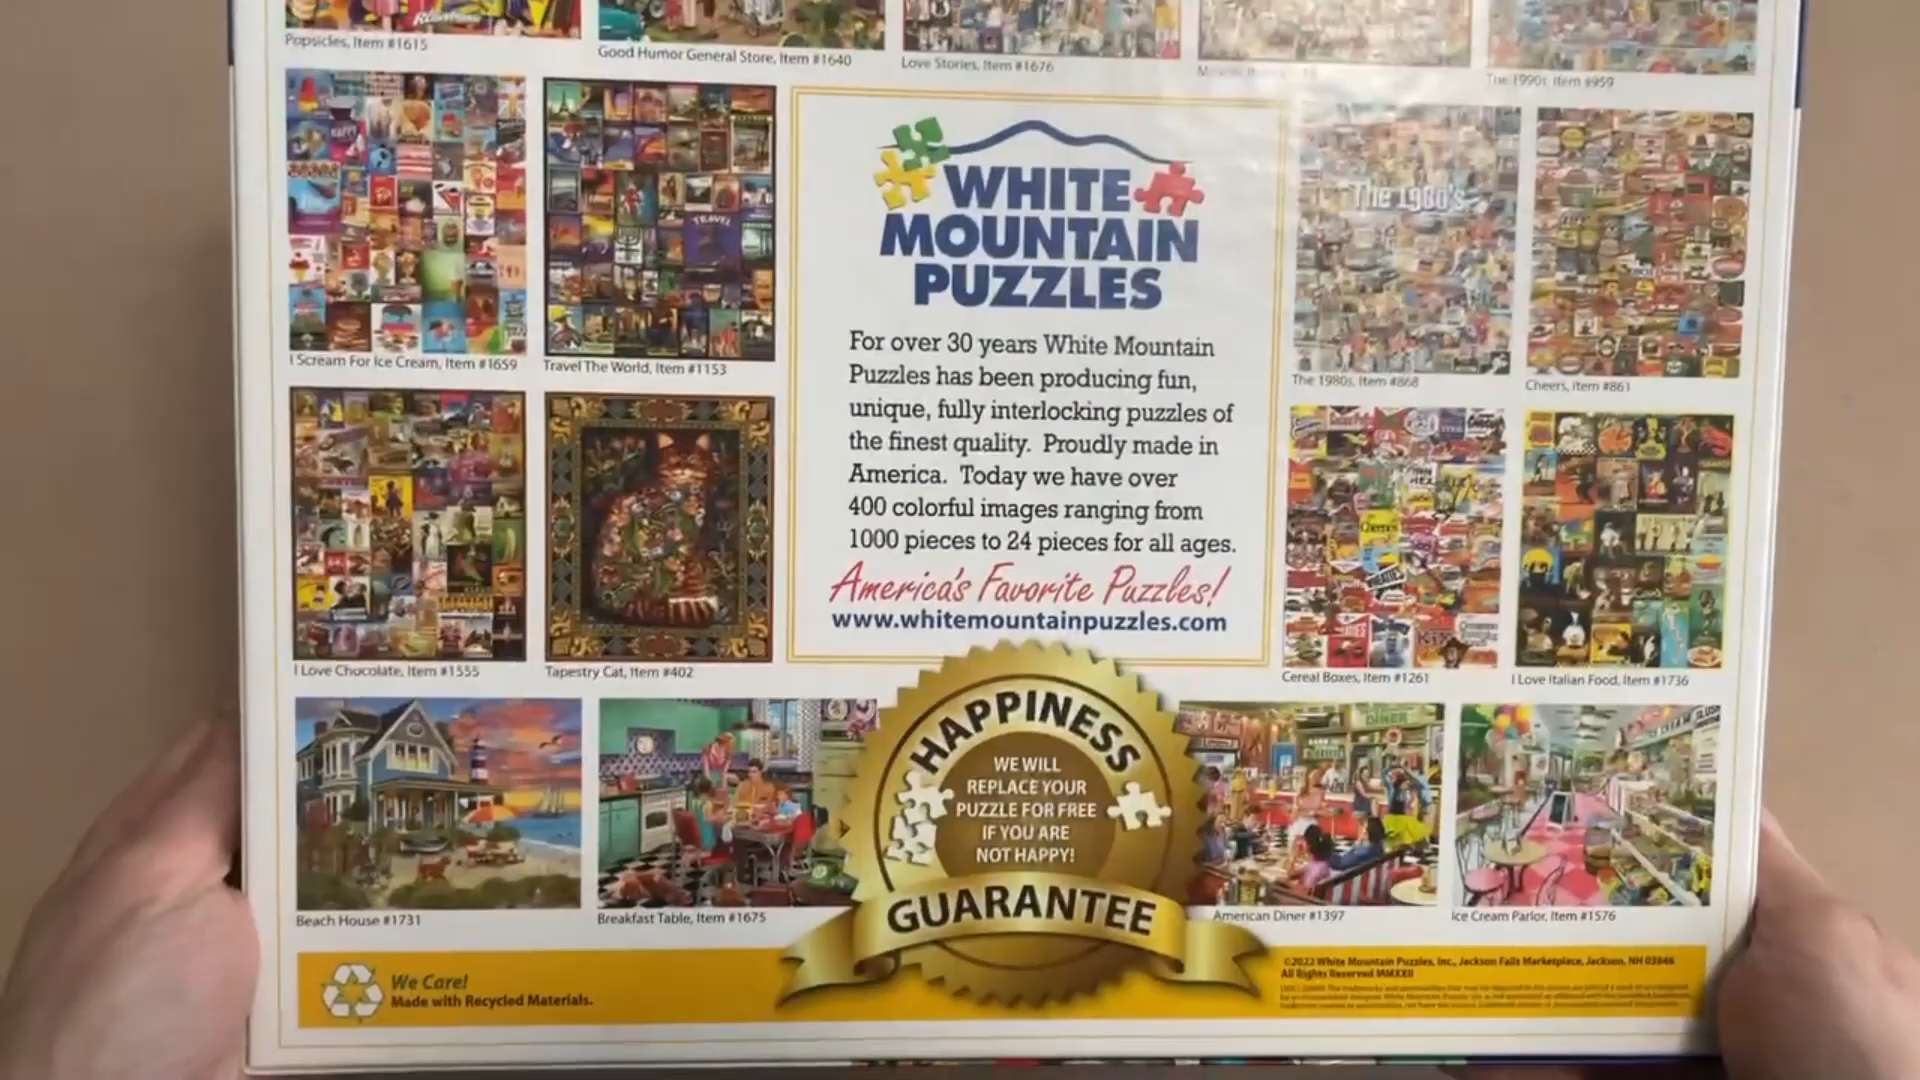 Popsicles, Item #1615
Good Humor General Store, Item #1640
Love Stories, Item #1676
The 1990s, Item #959
WHITE
MOUNTAIN
PUZZLES
For over 30 years White Mountain
Puzzles has been producing fun,
unique, fully interlocking puzzles of
the finest quality. Proudly made in
America. Today we have over
400 colorful images ranging from
1000 pieces to 24 pieces for all ages.
America's Favorite Puzzles!
www.whitemountainpuzzles.com
TRAVEL
The 1980's
I Scream For Ice Cream, Item #1659
Travel The World, Item #1153
The 1980s, Item #868
Cheers, Item #861
Cheerios
WHEATIES
Kix
I Love Chocolate, Item #1555
Tapestry Cat, Item #402
Cereal Boxes, Item #1261
I Love Italian Food, Item #1736
DINER
HAPPINESS
WE WILL
REPLACE YOUR
PUZZLE FOR FREE
IF YOU ARE
NOT HAPPY!
GUARANTEE
Beach House #1731
Breakfast Table, Item #1675
American Diner #1397
Ice Cream Parlor, Item #1576
We Care!
Made with Recycled Materials.
©2022 White Mountain Puzzles, Inc., Jackson Falls Marketplace, Jackson, NH 03846
All Rights Reserved MMXXII